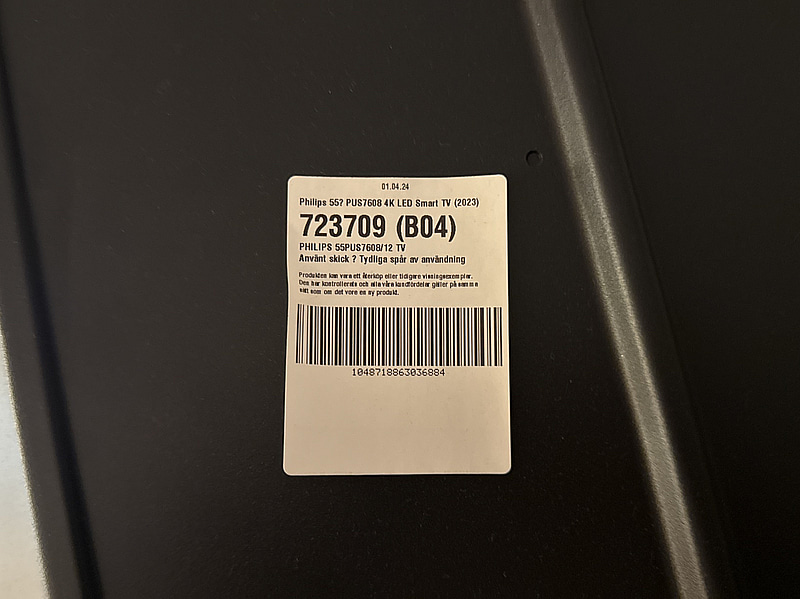 01.04.24
Philips 55? PUS7608 4K LED Smart TV (2023)
723709 (B04)
PHILIPS 55PUS7608/12 TV
Använt skick ? Tydliga spår av användning
Produkten kan vara ett återköp eller tidigare visningsexemplar.
Den har kontrollerats och alla våra kundfördelar gäller på samma
sätt som om det vore en ny produkt.
1048718863036884